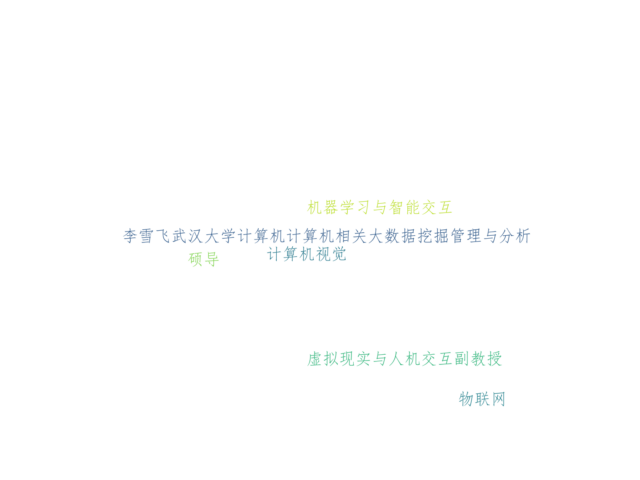 机器学习与智能交互
李雪飞武汉大学计算机计算机相关大数据挖掘管理与分析
计算机视觉
硕导
虚拟现实与人机交互副教授
物联网